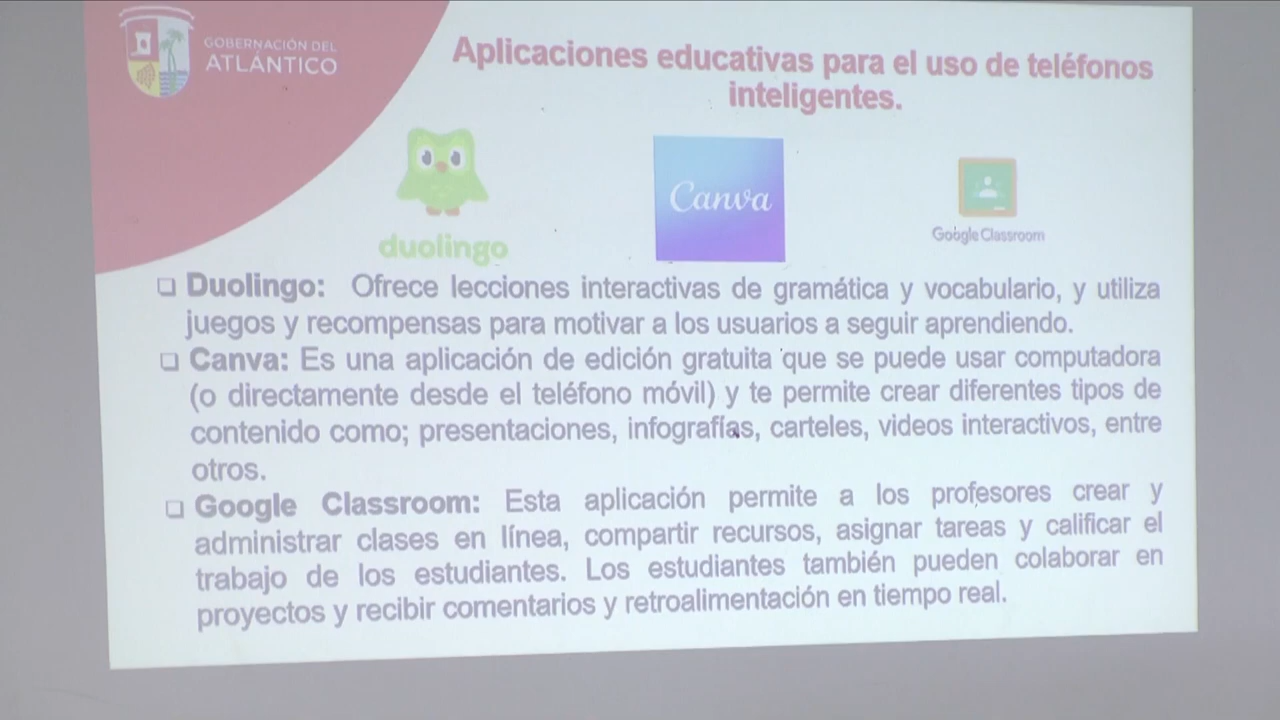 GOBERNACIÓN DEL
ATLÁNTICO
Aplicaciones educativas para el uso de teléfonos
inteligentes.
duolingo
Canva
Google Classroom
Duolingo: Ofrece lecciones interactivas de gramática y vocabulario, y utiliza
juegos y recompensas para motivar a los usuarios a seguir aprendiendo.
Canva: Es una aplicación de edición gratuita que se puede usar computadora
(o directamente desde el teléfono móvil) y te permite crear diferentes tipos de
contenido como; presentaciones, infografías, carteles, videos interactivos, entre
otros.
Google Classroom: Esta aplicación permite a los profesores crear y
administrar clases en línea, compartir recursos, asignar tareas y calificar el
trabajo de los estudiantes. Los estudiantes también pueden colaborar en
proyectos y recibir comentarios y retroalimentación en tiempo real.